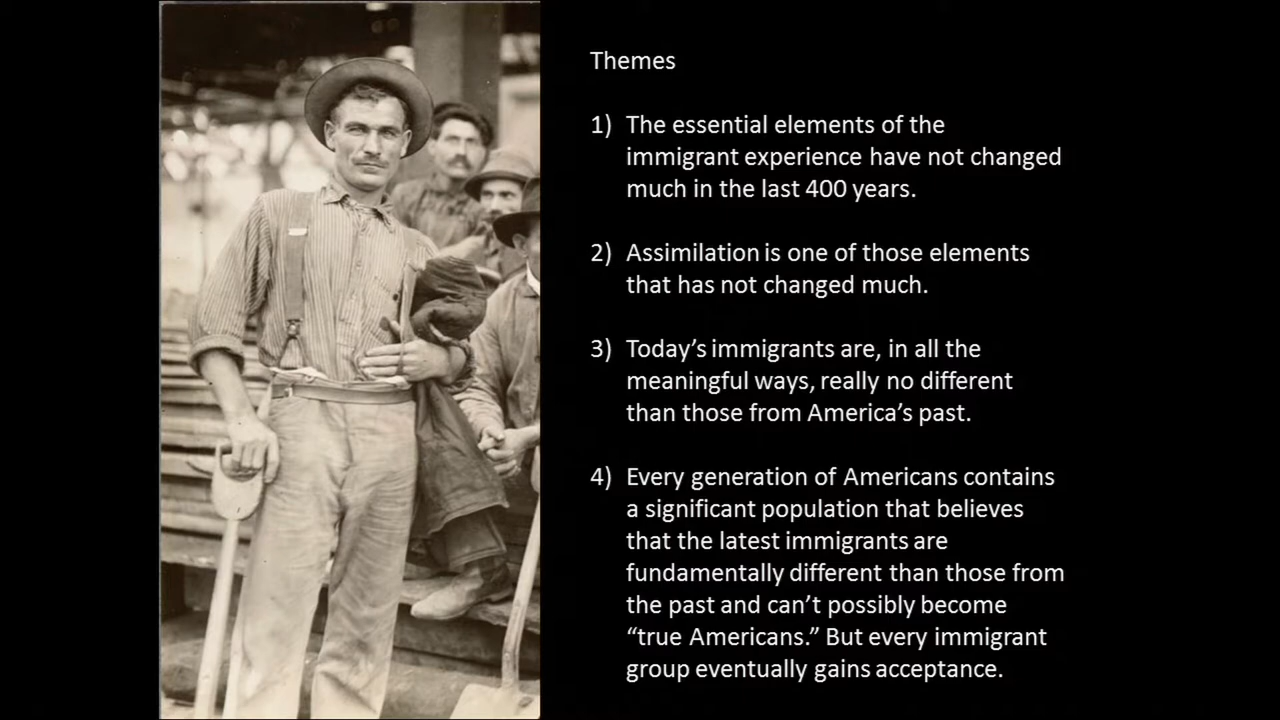 Themes
1) The essential elements of the
immigrant experience have not changed
much in the last 400 years.
2) Assimilation is one of those elements
that has not changed much.
3) Today’s immigrants are, in all the
meaningful ways, really no different
than those from America’s past.
4) Every generation of Americans contains
a significant population that believes
that the latest immigrants are
fundamentally different than those from
the past and can’t possibly become
“true Americans.” But every immigrant
group eventually gains acceptance.